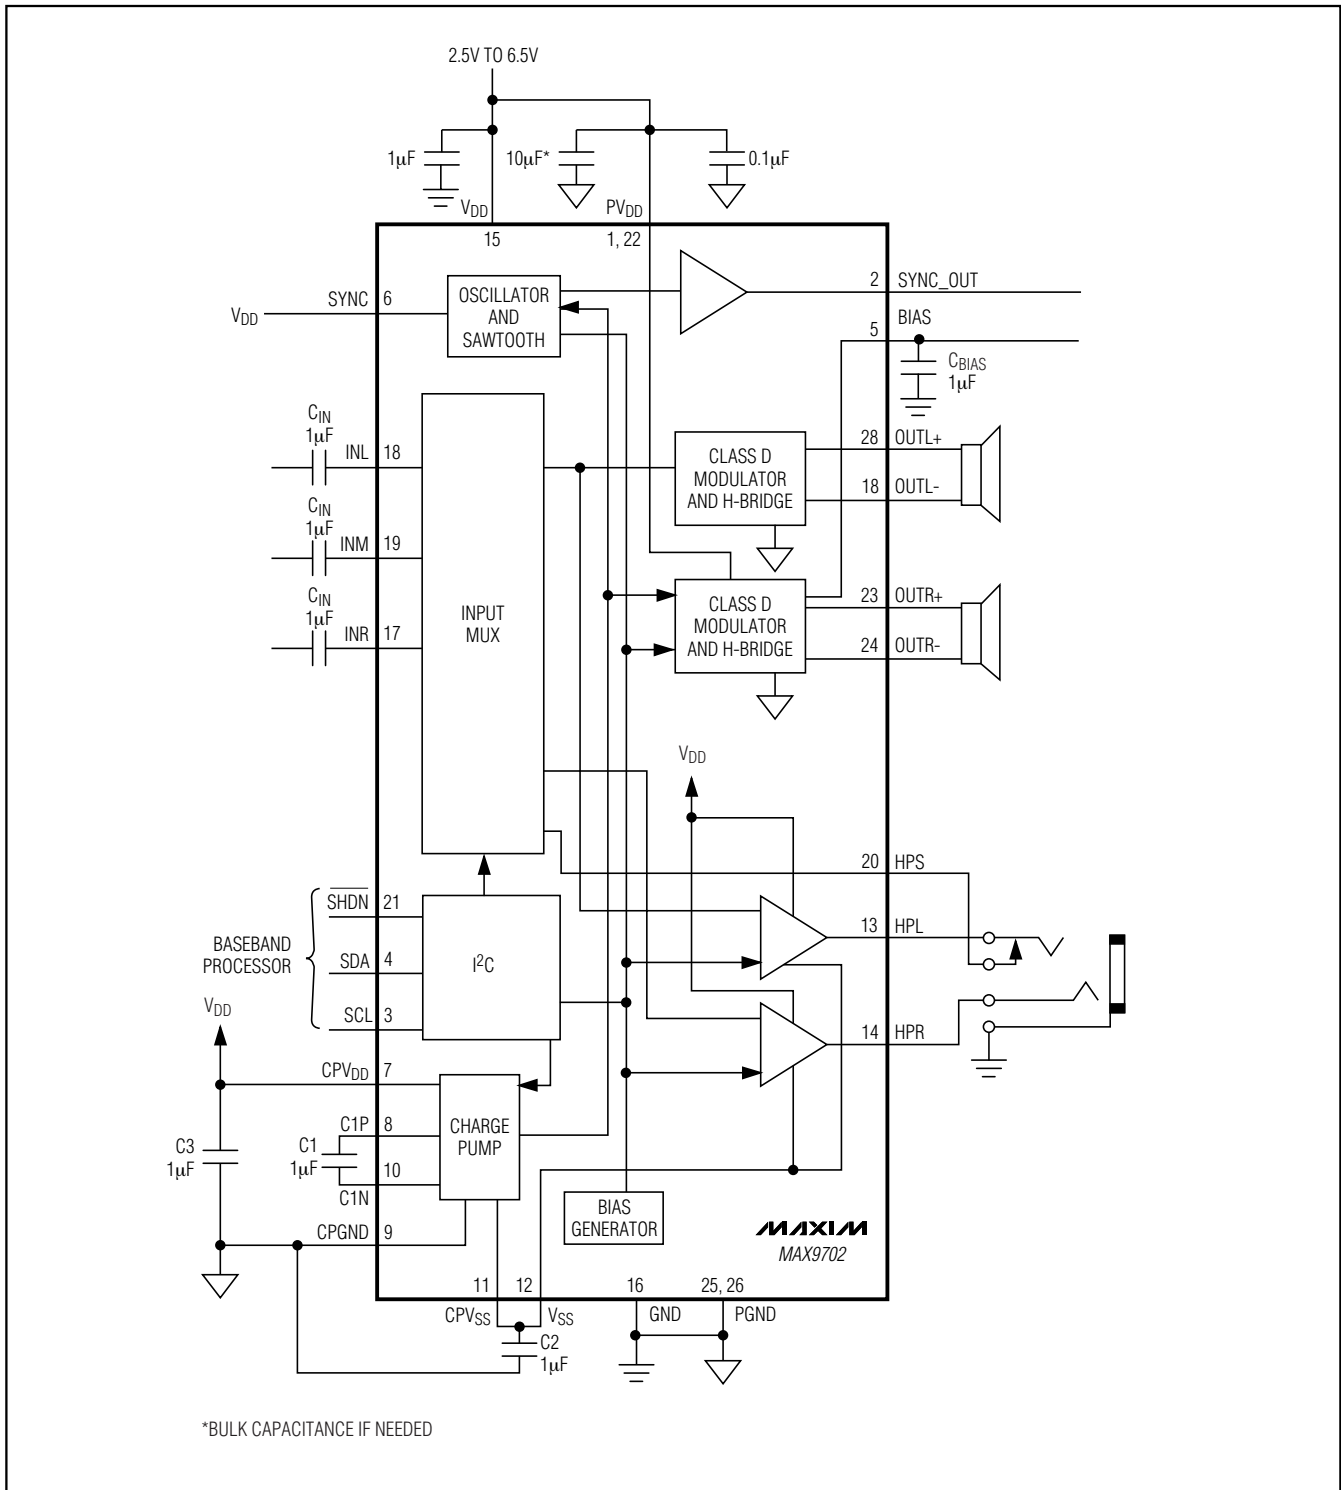 2.5V TO 6.5V
1µF
10µF*
0.1µF
VDD
PVDD
15
1, 22
SYNC
6
VDD
OSCILLATOR
AND
SAWTOOTH
2
SYNC_OUT
5
BIAS
CBIAS
1µF
CIN
1µF
INL
18
CIN
1µF
INM
19
CIN
1µF
INR
17
INPUT
MUX
CLASS D
MODULATOR
AND H-BRIDGE
28
OUTL+
18
OUTL-
CLASS D
MODULATOR
AND H-BRIDGE
23
OUTR+
24
OUTR-
VDD
20
HPS
13
HPL
14
HPR
BASEBAND
PROCESSOR
SHDN
21
SDA
4
SCL
3
I2C
VDD
CPVDD
7
C1P
8
C1
1µF
10
C1N
C3
1µF
CPGND
9
CHARGE
PUMP
BIAS
GENERATOR
MAXIM
MAX9702
11
12
16
25, 26
CPVSS
VSS
GND
PGND
C2
1µF
*BULK CAPACITANCE IF NEEDED